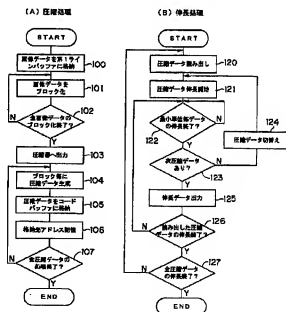 (A) 圧縮処理
START
画像データを第1ライン
バッファに格納
100
画像データを
ブロック化
101
全画像データの
ブロック化終了?
102
N
Y
圧縮器へ出力
103
ブロック毎に
圧縮データ生成
104
圧縮データをコード
バッファに格納
105
格納先アドレス記憶
106
全圧縮データの
格納終了?
107
N
Y
END
(B) 伸長処理
START
圧縮データ読み出し
120
圧縮データ伸長開始
121
最小単位画データ
の伸長終了?
122
N
Y
次圧縮データ
あり?
123
N
Y
圧縮データ切替え
124
伸長データ出力
125
読み出した圧縮
データの伸長終了?
126
N
Y
全圧縮データ
の伸長終了?
127
N
Y
END